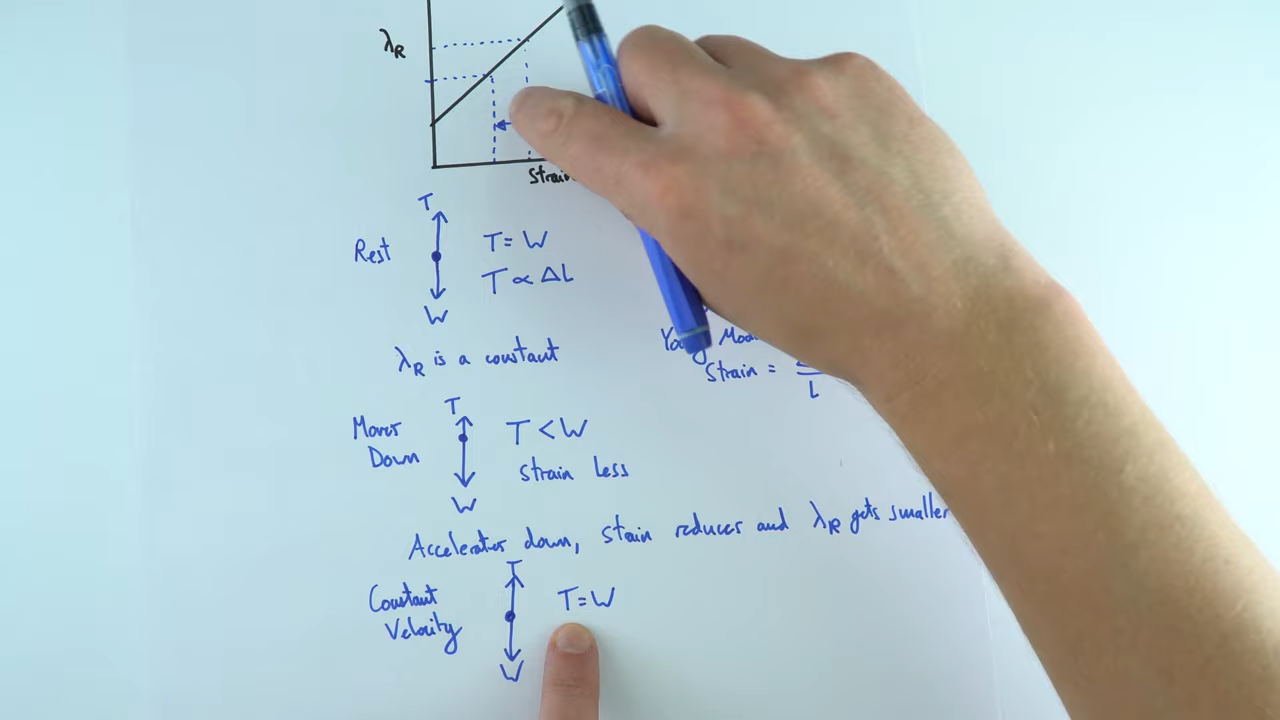 λR
Strain
T
Rest
T = W
T ∝ ΔL
W
λR is a constant
Strain =
L
T
Moves
Down
T < W
Strain Less
W
Accelerates down, strain reduces and λR gets smaller
T
Constant
Velocity
T = W
W